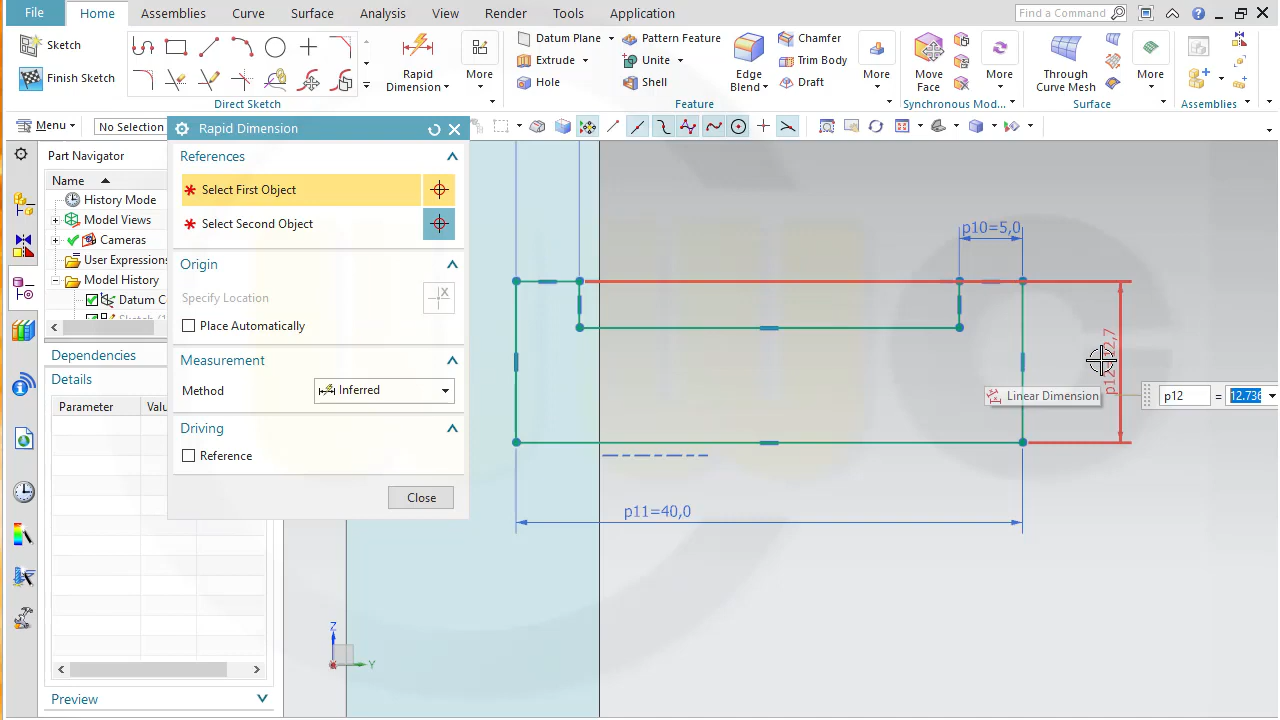 File
Home
Assemblies
Curve
Surface
Analysis
View
Render
Tools
Application
Find a Command
Sketch
Finish Sketch
Direct Sketch
Rapid
Dimension
More
Datum Plane
Extrude
Hole
Pattern Feature
Unite
Shell
Edge
Blend
Chamfer
Trim Body
Draft
More
Feature
Move
Face
More
Synchronous Mod...
Through
Curve Mesh
More
Surface
Assemblies
Menu
No Selection
Part Navigator
Name
History Mode
Model Views
Cameras
User Expressions
Model History
Datum C
Dependencies
Details
Parameter
Valu
Preview
Rapid Dimension
References
Select First Object
Select Second Object
Origin
Specify Location
Place Automatically
Measurement
Method
Inferred
Driving
Reference
Close
p10=5,0
Linear Dimension
p12
=
12.736
p11=40,0
Z
Y